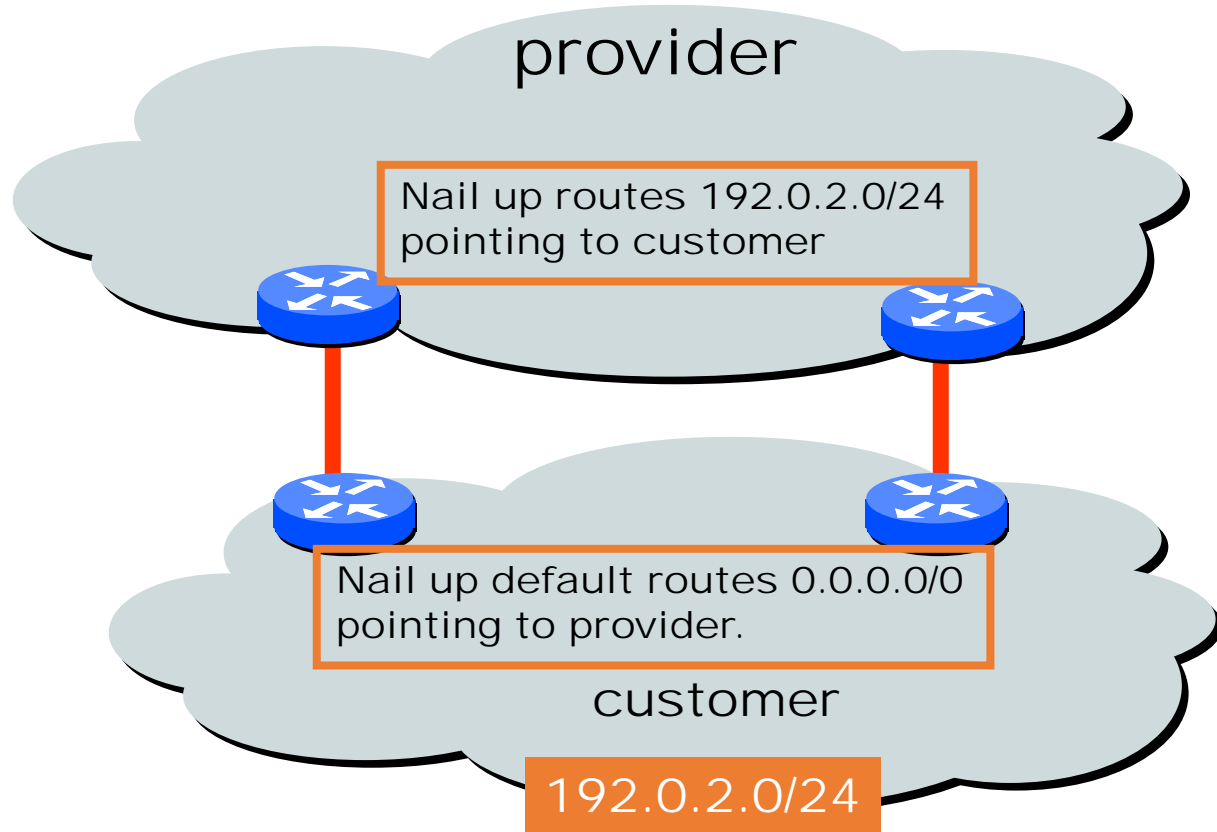 provider
Nail up routes 192.0.2.0/24
pointing to customer
Nail up default routes 0.0.0.0/0
pointing to provider.
customer
192.0.2.0/24